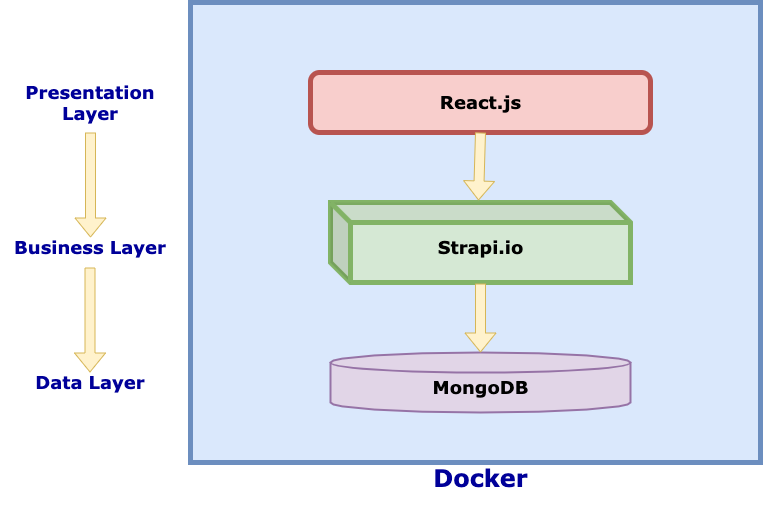 Presentation
Layer
React.js
Business Layer
Strapi.io
Data Layer
MongoDB
Docker